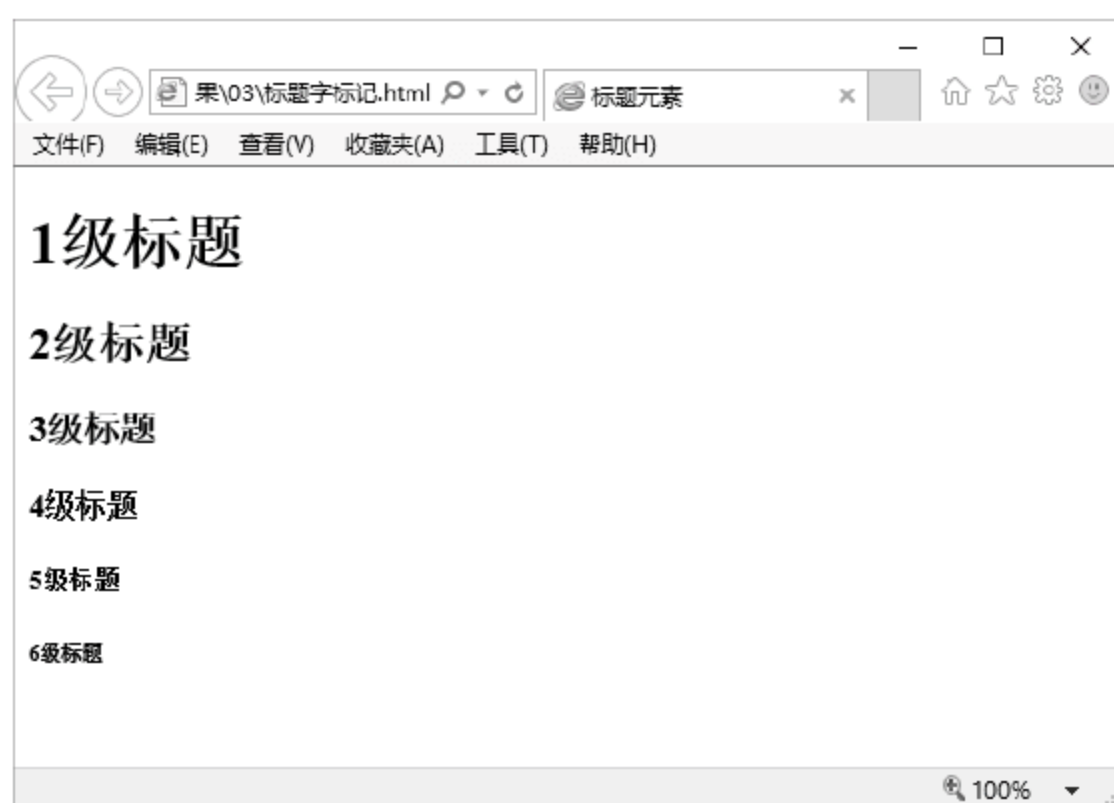 果\03\标题字标记.html
标题元素
文件(F) 编辑(E) 查看(V) 收藏夹(A) 工具(T) 帮助(H)
1级标题
2级标题
3级标题
4级标题
5级标题
6级标题
100%